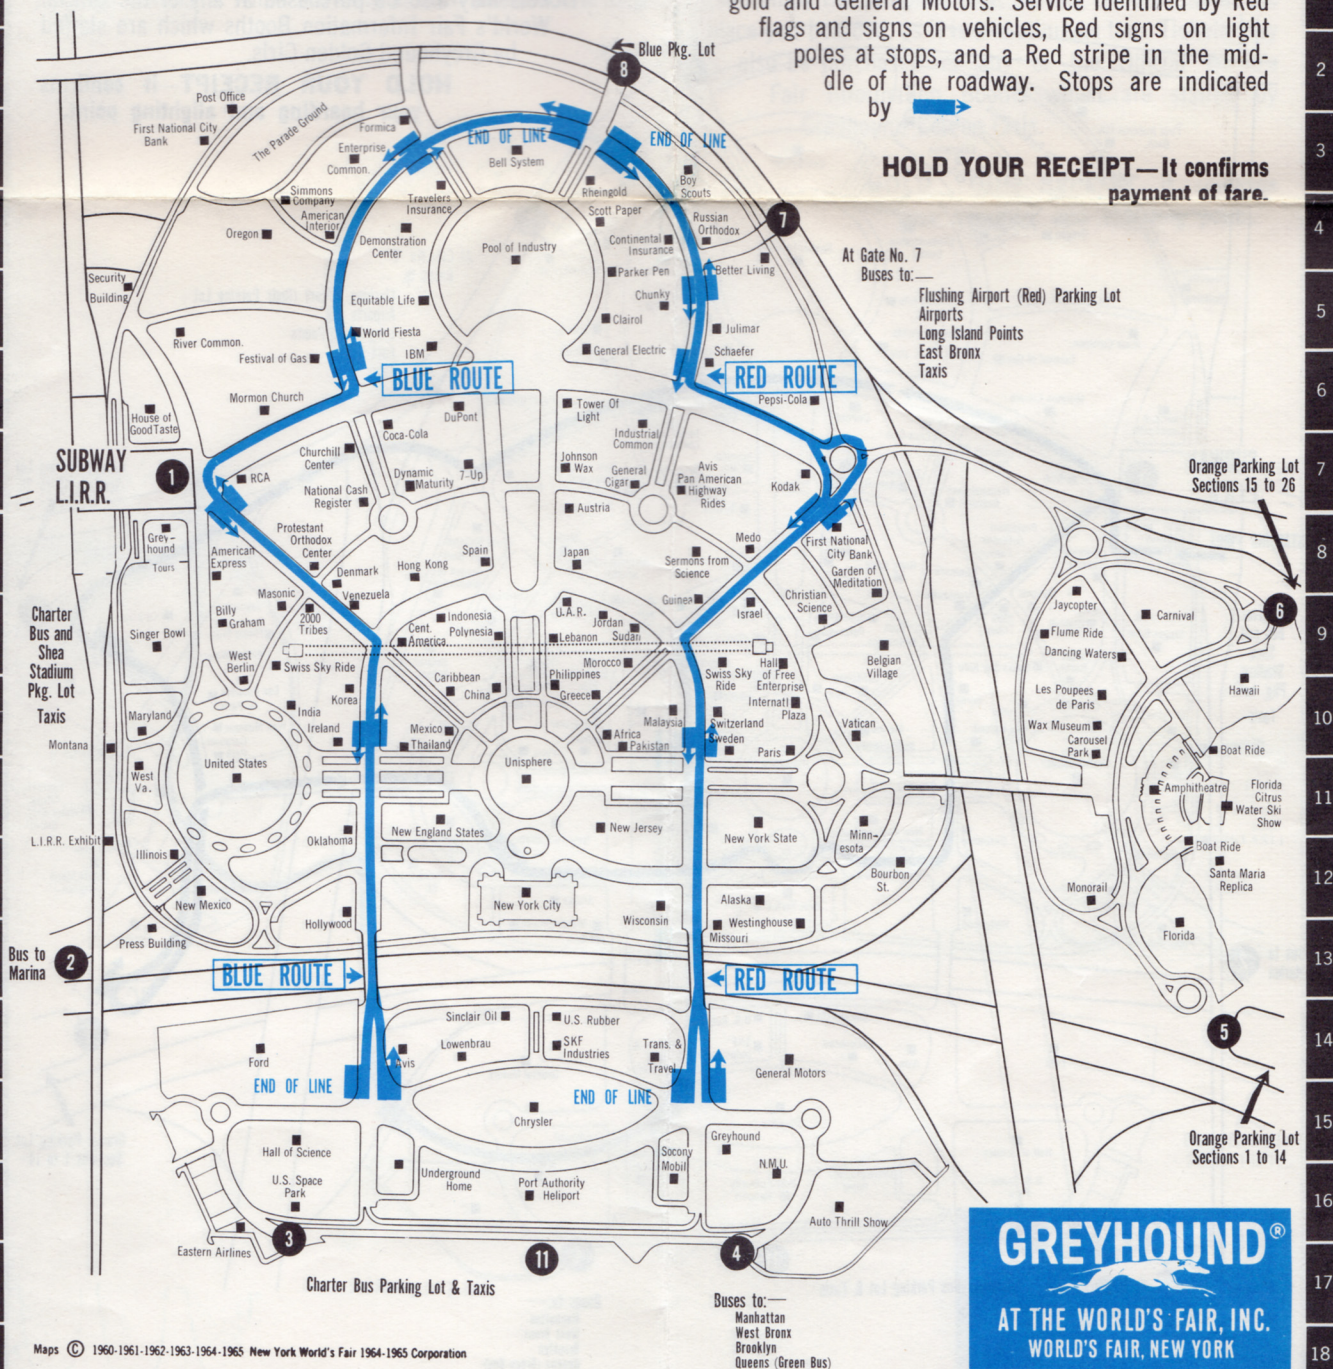 gold and General Motors. Service identified by Red
flags and signs on vehicles, Red signs on light
poles at stops, and a Red stripe in the mid-
dle of the roadway. Stops are indicated
by
HOLD YOUR RECEIPT—It confirms
payment of fare.
Blue Pkg. Lot
8
Post Office
First National City
Bank
The Parade Ground
Formica
Enterprise
Common.
END OF LINE
Bell System
END OF LINE
Boy
Scouts
Rheingold
Simmons
Company
American
Interior
Travelers
Insurance
Scott Paper
Russian
Orthodox
7
Oregon
Demonstration
Center
Pool of Industry
Continental
Insurance
Parker Pen
Better Living
At Gate No. 7
Buses to:—
Flushing Airport (Red) Parking Lot
Airports
Long Island Points
East Bronx
Taxis
Security
Building
Equitable Life
Chunky
Clairol
River Common.
World Fiesta
Julimar
Festival of Gas
IBM
General Electric
Schaefer
BLUE ROUTE
RED ROUTE
Mormon Church
DuPont
Tower Of
Light
Pepsi-Cola
House of
GoodTaste
Coca-Cola
Industrial
Common
SUBWAY
L.I.R.R.
1
RCA
Churchill
Center
Dynamic
Maturity
7-Up
Johnson
Wax
General
Cigar
Avis
Pan American
Highway
Rides
Kodak
National Cash
Register
Austria
Orange Parking Lot
Sections 15 to 26
Grey-
hound
Tours
Protestant
Orthodox
Center
American
Express
Denmark
Hong Kong
Spain
Japan
Sermons from
Science
Medo
First National
City Bank
Garden of
Meditation
Masonic
Venezuela
Guinea
Israel
Christian
Science
Jaycopter
Carnival
6
Charter
Bus and
Shea
Stadium
Pkg. Lot
Taxis
Singer Bowl
Billy
Graham
2000
Tribes
Cent.
America
Indonesia
Polynesia
U.A.R.
Lebanon
Jordan
Sudan
Flume Ride
Dancing Waters
West
Berlin
Swiss Sky Ride
Morocco
Philippines
Swiss Sky
Ride
Hall
of Free
Enterprise
Belgian
Village
Korea
Caribbean
China
Greece
Internatl
Plaza
Les Poupees
de Paris
Hawaii
Maryland
India
Ireland
Mexico
Thailand
Malaysia
Africa
Pakistan
Switzerland
Sweden
Paris
Vatican
Wax Museum
Carousel
Park
Montana
West
Va.
United States
Unisphere
Boat Ride
Amphitheatre
Florida
Citrus
Water Ski
Show
L.I.R.R. Exhibit
Illinois
Oklahoma
New England States
New Jersey
New York State
Minn-
esota
Boat Ride
Santa Maria
Replica
New Mexico
Hollywood
New York City
Wisconsin
Alaska
Westinghouse
Missouri
Bourbon
St.
Monorail
Florida
Press Building
Bus to
Marina
2
BLUE ROUTE
RED ROUTE
Sinclair Oil
U.S. Rubber
5
Ford
Avis
Lowenbrau
SKF
Industries
Trans. &
Travel
General Motors
END OF LINE
END OF LINE
Chrysler
Orange Parking Lot
Sections 1 to 14
Hall of Science
Greyhound
U.S. Space
Park
Underground
Home
Port Authority
Heliport
Socony
Mobil
N.M.U.
Auto Thrill Show
Eastern Airlines
3
11
4
Charter Bus Parking Lot & Taxis
Buses to:—
Manhattan
West Bronx
Brooklyn
Queens (Green Bus)
GREYHOUND®
AT THE WORLD'S FAIR, INC.
WORLD'S FAIR, NEW YORK
Maps © 1960-1961-1962-1963-1964-1965 New York World's Fair 1964-1965 Corporation
2
3
4
5
6
7
8
9
10
11
12
13
14
15
16
17
18